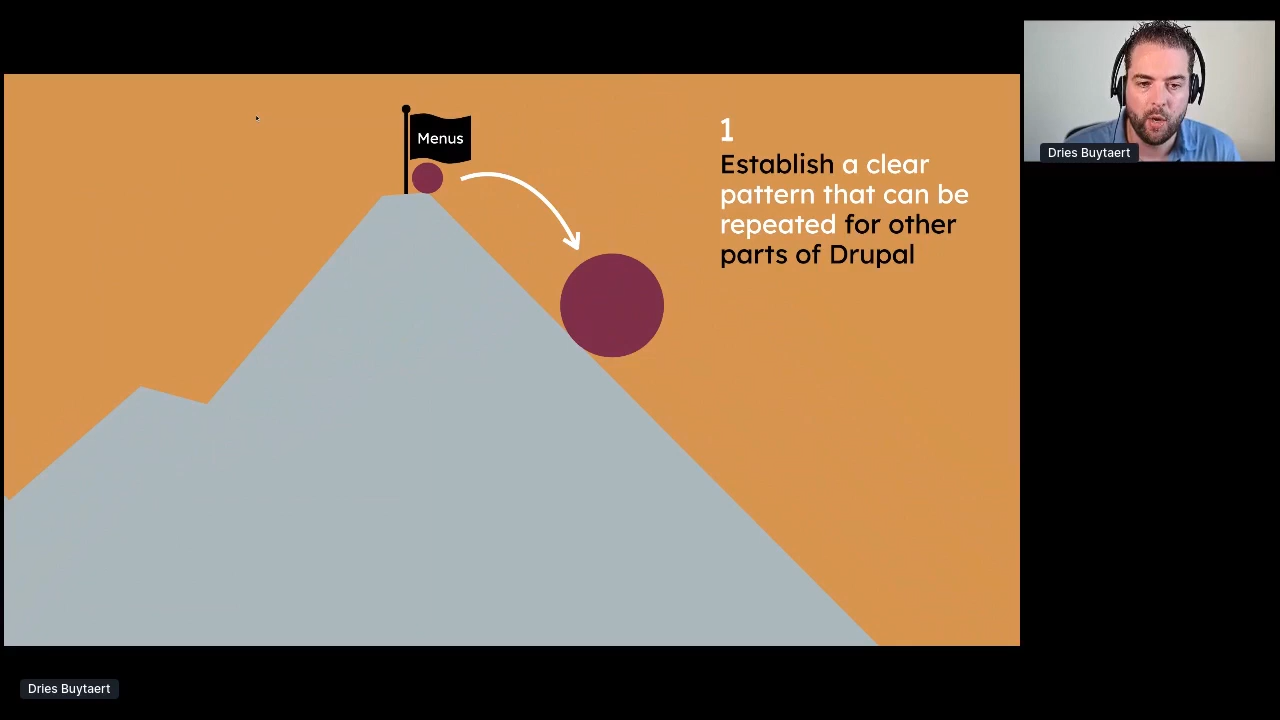 Menus
1
Establish a clear
pattern that can be
repeated for other
parts of Drupal
Dries Buytaert
Dries Buytaert